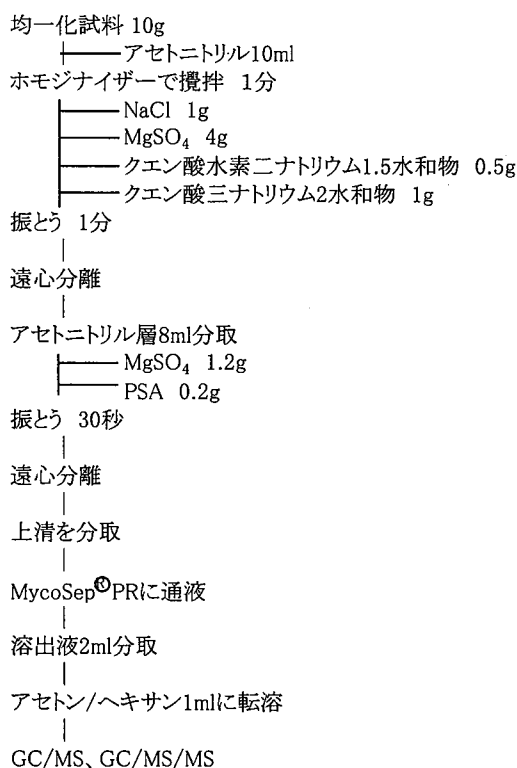 均一化試料 10g
アセトニトリル10ml
ホモジナイザーで攪拌 1分
NaCl 1g
MgSO₄ 4g
クエン酸水素二ナトリウム1.5水和物 0.5g
クエン酸三ナトリウム2水和物 1g
振とう 1分
遠心分離
アセトニトリル層8ml分取
MgSO₄ 1.2g
PSA 0.2g
振とう 30秒
遠心分離
上清を分取
MycoSep®PRに通液
溶出液2ml分取
アセトン/ヘキサン1mlに転溶
GC/MS、GC/MS/MS